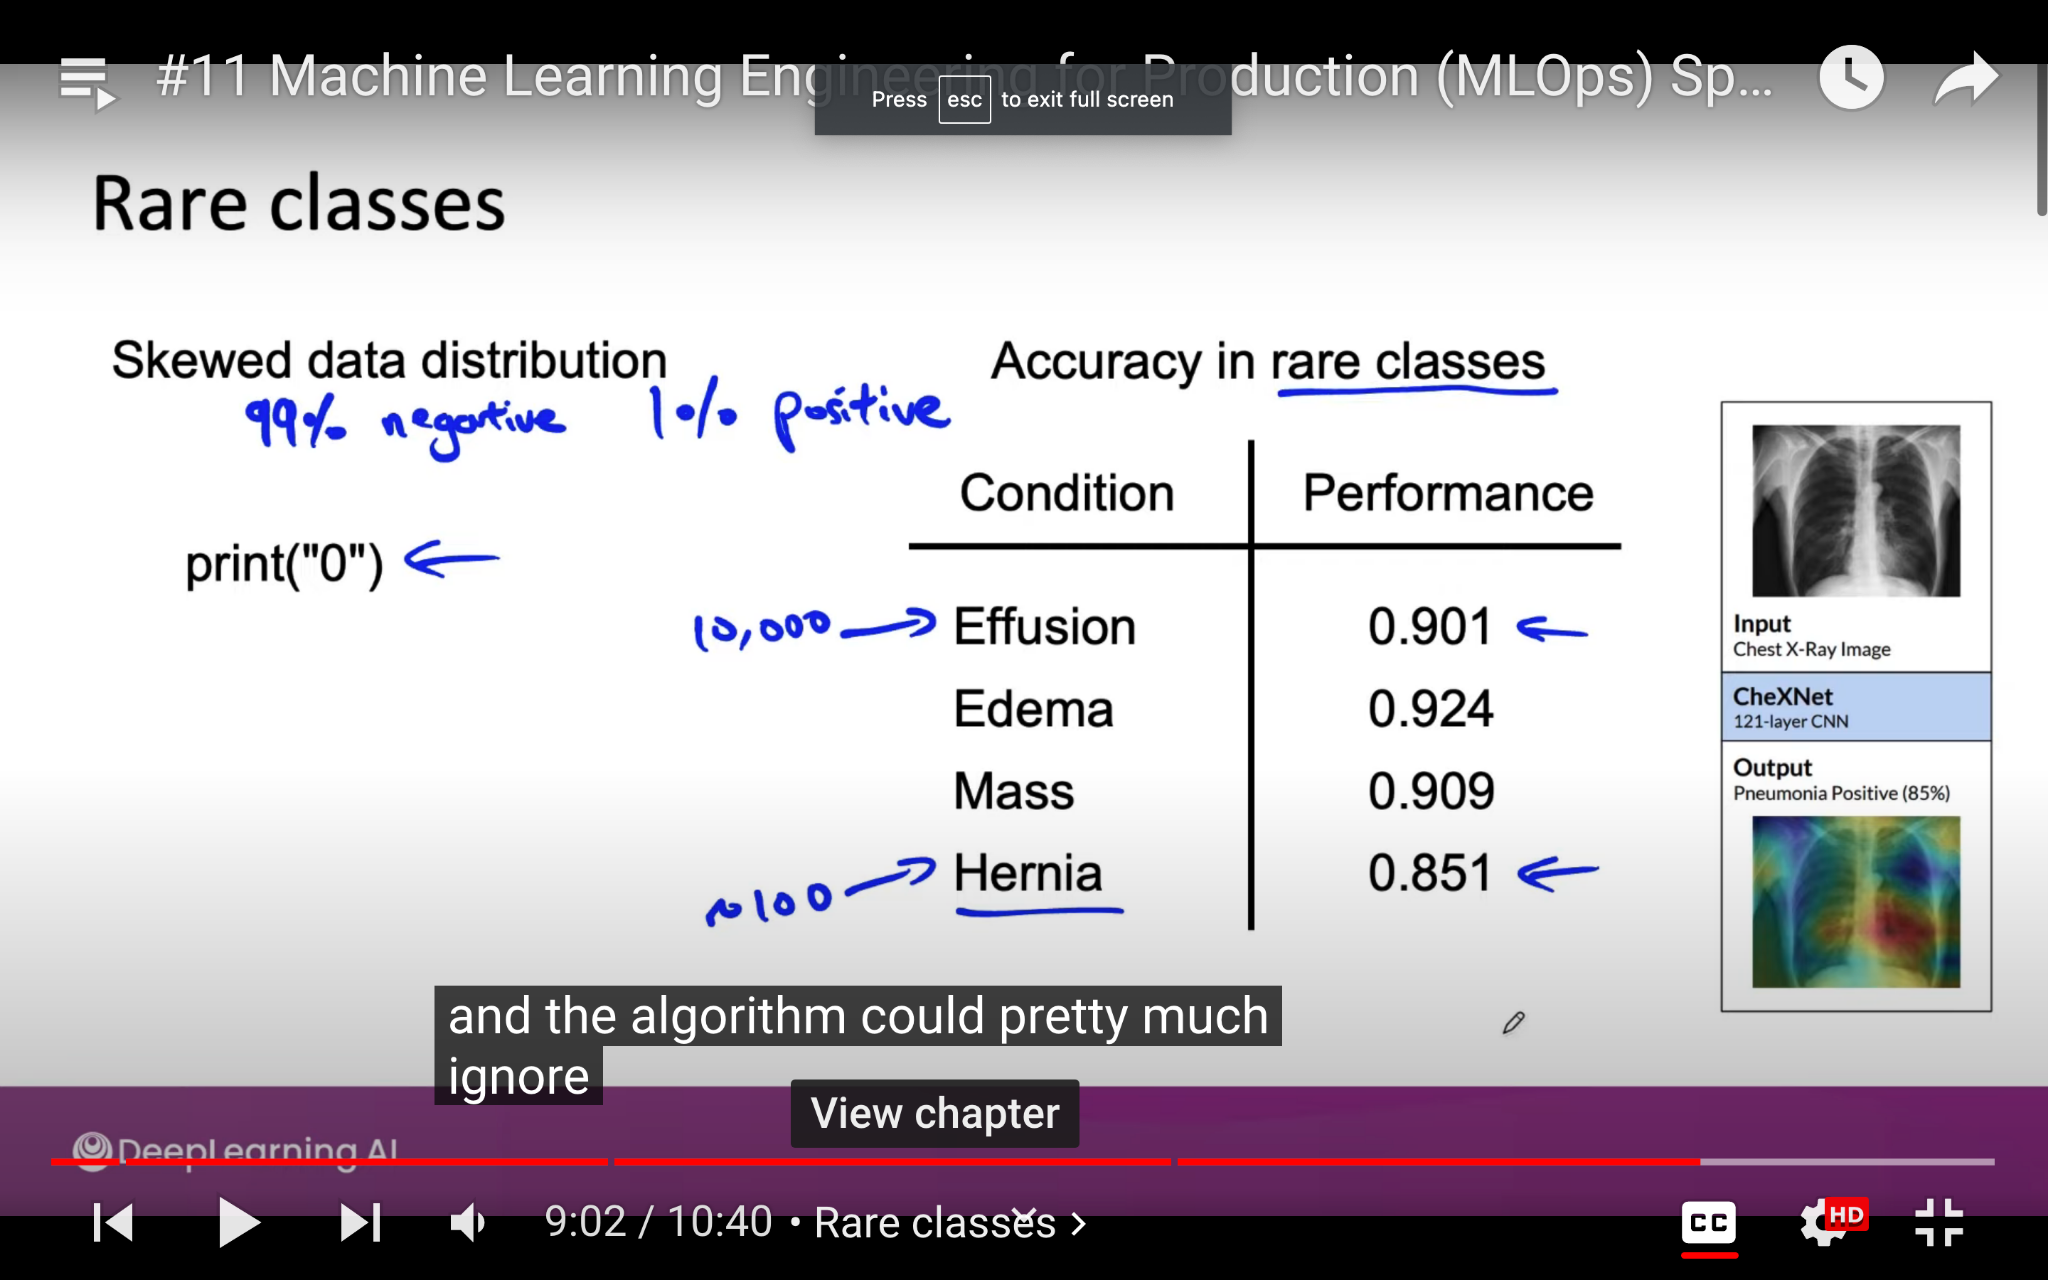 #11 Machine Learning Engineering for Production (MLOps) Sp...
Press esc to exit full screen
Rare classes
Skewed data distribution
99% negative 1% positive
print("0")
Accuracy in rare classes
Condition Performance
10,000 Effusion 0.901
Edema 0.924
Mass 0.909
~100 Hernia 0.851
Input
Chest X-Ray Image
CheXNet
121-layer CNN
Output
Pneumonia Positive (85%)
and the algorithm could pretty much
ignore
View chapter
DeepLearning.AI
9:02 / 10:40 • Rare classes >
CC
HD